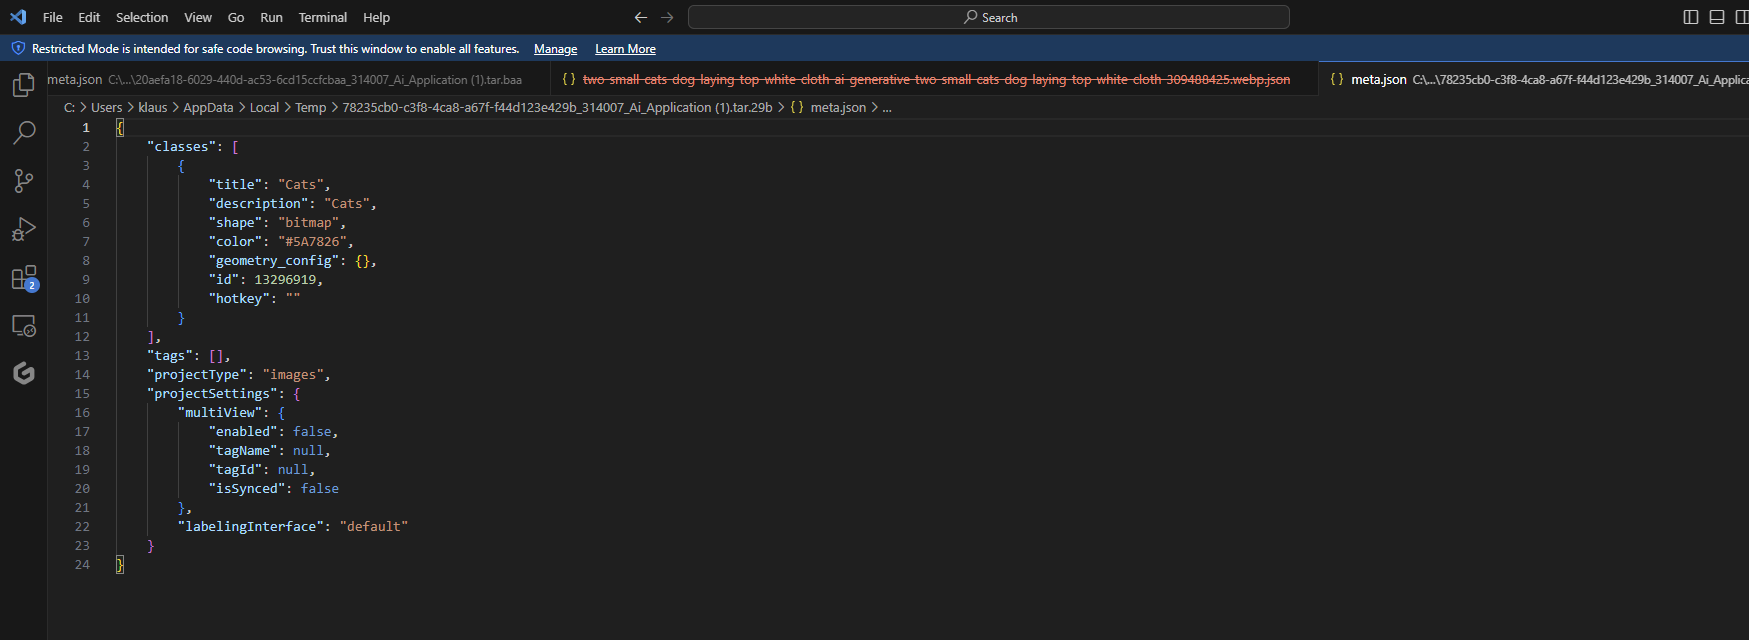 File Edit Selection View Go Run Terminal Help
Search
Restricted Mode is intended for safe code browsing. Trust this window to enable all features. Manage Learn More
meta.json C:\...\20aefa18-6029-440d-ac53-6cd15ccfcbaa_314007_Ai_Application (1).tar.baa
{} two-small-cats-dog-laying-top-white-cloth-ai-generative-two-small-cats-dog-laying-top-white-cloth-309488425.webp.json
{} meta.json C:\...\78235cb0-c3f8-4ca8-a67f-f44d123e429b_314007_Ai_Applica
C: > Users > klaus > AppData > Local > Temp > 78235cb0-c3f8-4ca8-a67f-f44d123e429b_314007_Ai_Application (1).tar.29b > {} meta.json > ...
1 {
2 "classes": [
3 {
4 "title": "Cats",
5 "description": "Cats",
6 "shape": "bitmap",
7 "color": "#5A7826",
8 "geometry_config": {},
9 "id": 13296919,
10 "hotkey": ""
11 }
12 ],
13 "tags": [],
14 "projectType": "images",
15 "projectSettings": {
16 "multiView": {
17 "enabled": false,
18 "tagName": null,
19 "tagId": null,
20 "isSynced": false
21 },
22 "labelingInterface": "default"
23 }
24 }
2